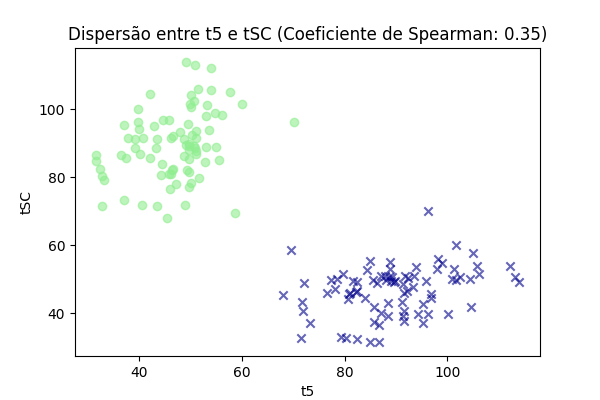 Dispersão entre t5 e tSC (Coeficiente de Spearman: 0.35)
tSC
100
80
60
40
40 60 80 100
t5